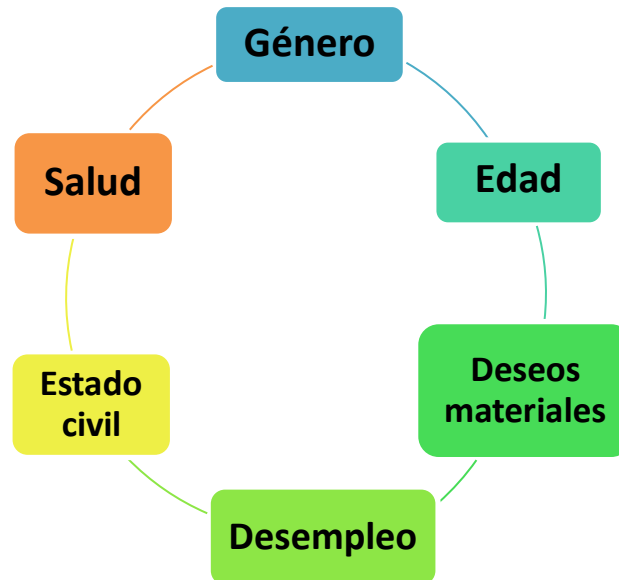 Género
Edad
Deseos
materiales
Desempleo
Estado
civil
Salud